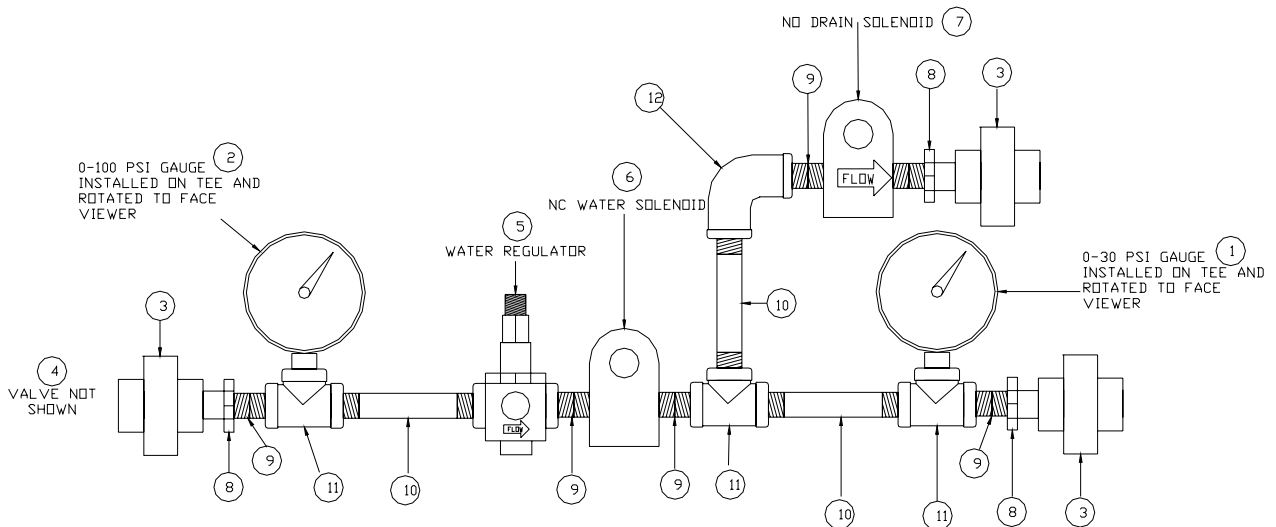 NO DRAIN SOLENOID 7
9
8
3
12
0-100 PSI GAUGE 2
INSTALLED ON TEE AND
ROTATED TO FACE
VIEWER
6
NC WATER SOLENOID
FLOW
5
WATER REGULATOR
0-30 PSI GAUGE 1
INSTALLED ON TEE AND
ROTATED TO FACE
VIEWER
3
10
4
VALVE NOT
SHOWN
FLOW
9
8
11
10
9
9
11
10
9
11
8
3